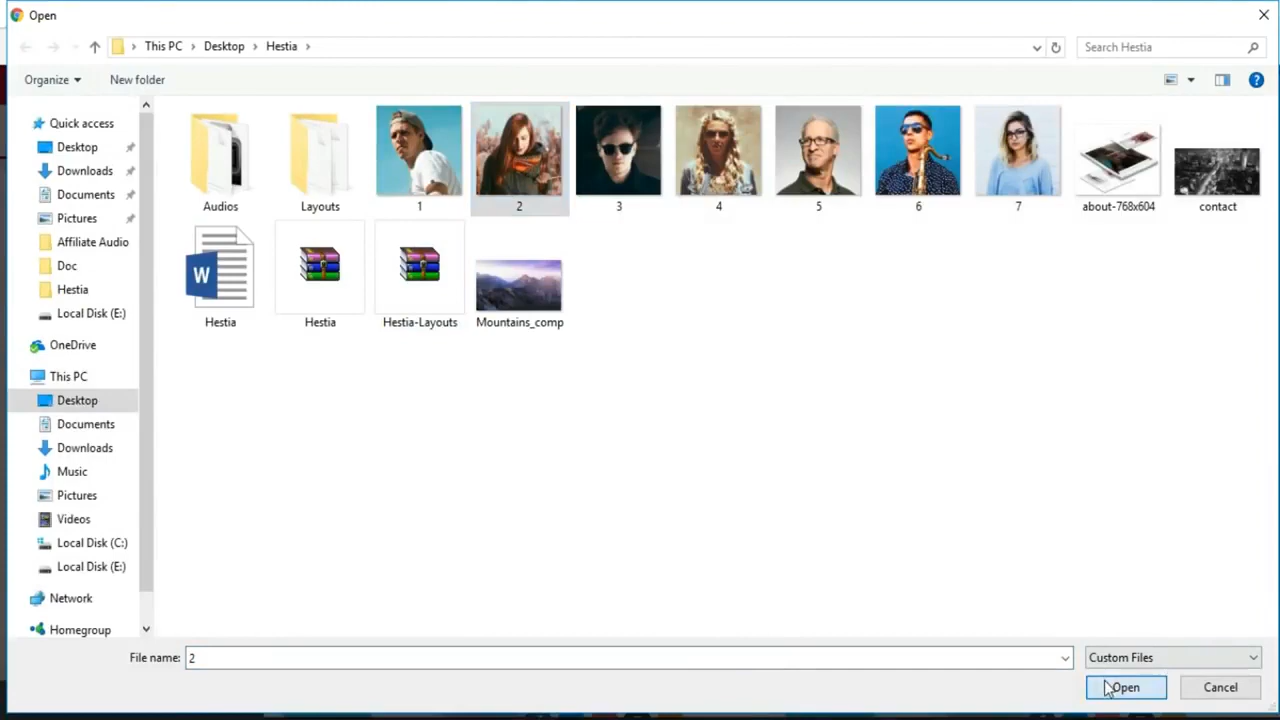 Open
This PC > Desktop > Hestia >
Search Hestia
Organize
New folder
Quick access
Desktop
Downloads
Documents
Pictures
Affiliate Audio
Doc
Hestia
Local Disk (E:)
OneDrive
This PC
Desktop
Documents
Downloads
Music
Pictures
Videos
Local Disk (C:)
Local Disk (E:)
Network
Homegroup
Audios
Layouts
1
2
3
4
5
6
7
about-768x604
contact
W
Hestia
Hestia
Hestia-Layouts
Mountains_comp
File name: 2
Custom Files
Open
Cancel